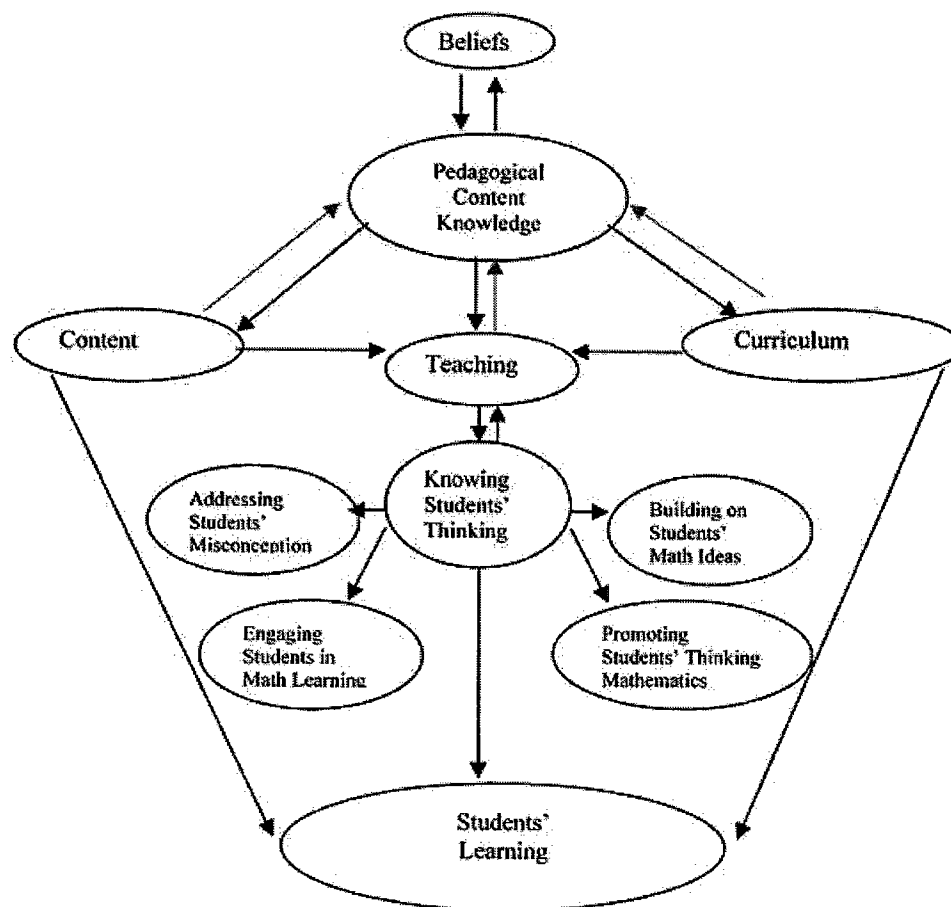 Beliefs
Pedagogical
Content
Knowledge
Content
Curriculum
Teaching
Knowing
Students'
Thinking
Addressing
Students'
Misconception
Building on
Students'
Math Ideas
Engaging
Students in
Math Learning
Promoting
Students' Thinking
Mathematics
Students'
Learning